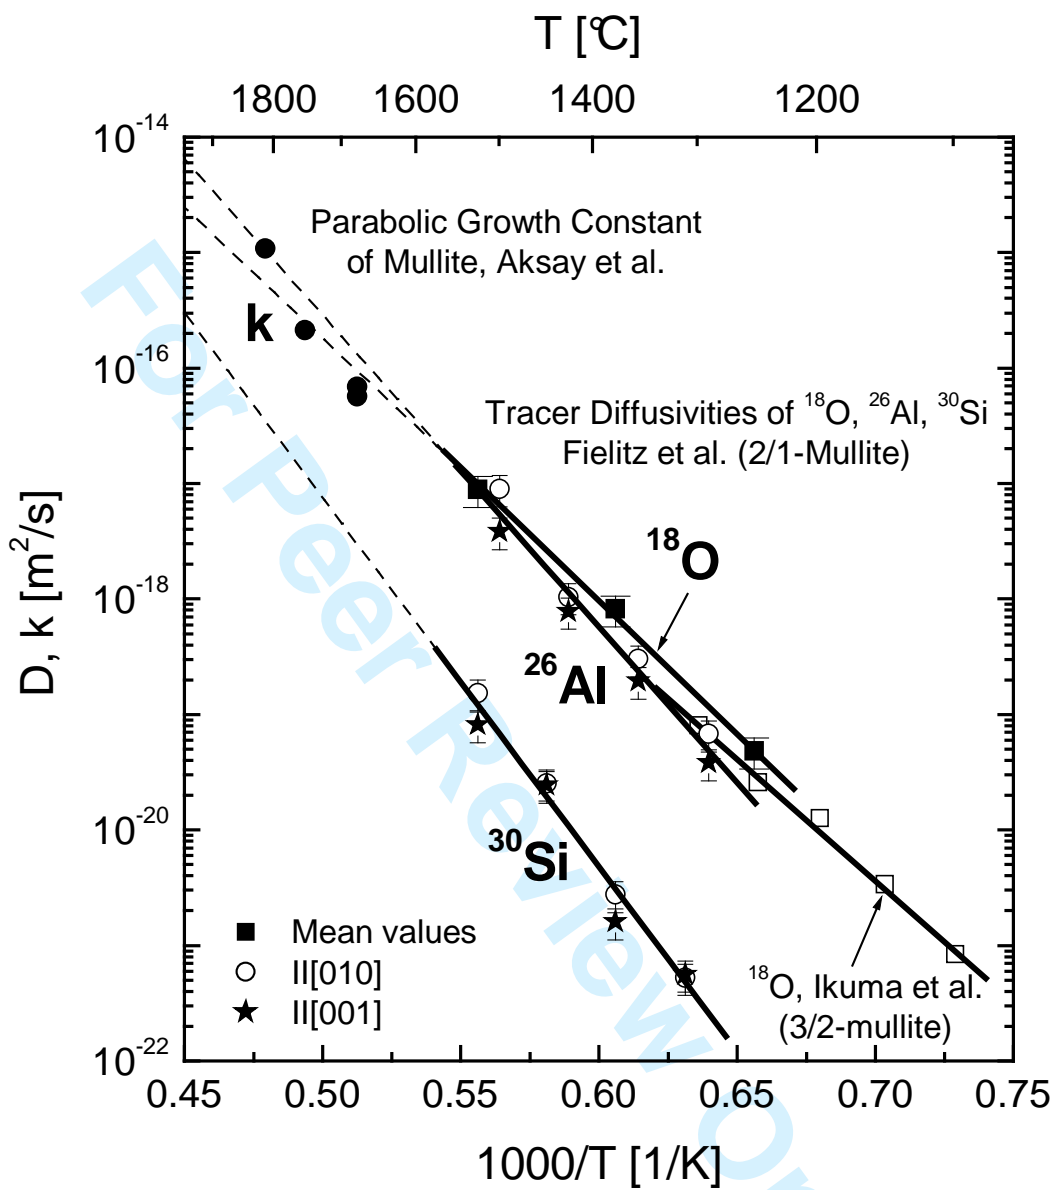 T [°C]
1800 1600 1400 1200
10^-14
10^-16
10^-18
10^-20
10^-22
D, k [m^2/s]
Parabolic Growth Constant
of Mullite, Aksay et al.
k
Tracer Diffusivities of ^18O, ^26Al, ^30Si
Fielitz et al. (2/1-Mullite)
^18O
^26Al
^30Si
Mean values
II[010]
II[001]
^18O, Ikuma et al.
(3/2-mullite)
0.45 0.50 0.55 0.60 0.65 0.70 0.75
1000/T [1/K]
For Peer Review On